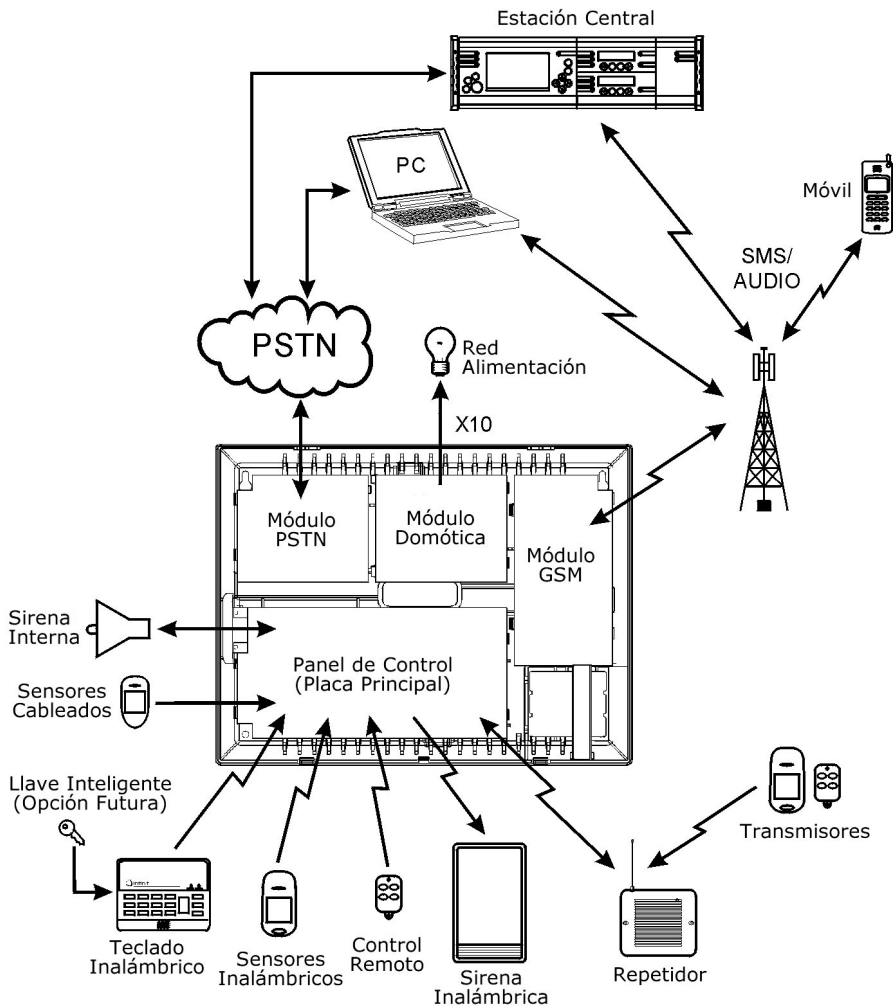 Estación Central
PC
Móvil
SMS/
AUDIO
PSTN
Red
Alimentación
X10
Módulo
PSTN
Módulo
Domótica
Módulo
GSM
Sirena
Interna
Panel de Control
(Placa Principal)
Sensores
Cableados
Llave Inteligente
(Opción Futura)
Transmisores
Teclado
Inalámbrico
Sensores
Inalámbricos
Control
Remoto
Sirena
Inalámbrica
Repetidor